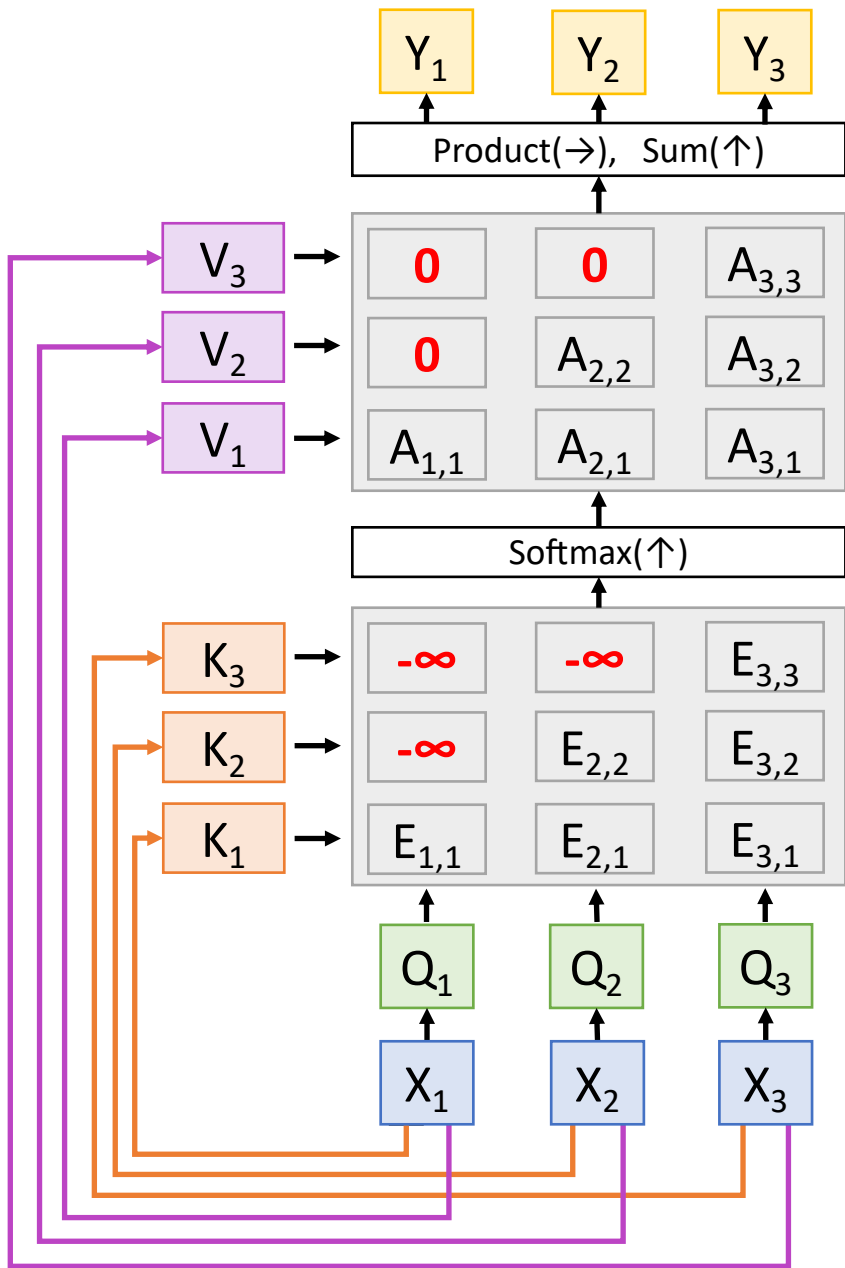 Y1 Y2 Y3
Product(→), Sum(↑)
V3 0 0 A3,3
V2 0 A2,2 A3,2
V1 A1,1 A2,1 A3,1
Softmax(↑)
K3 -∞ -∞ E3,3
K2 -∞ E2,2 E3,2
K1 E1,1 E2,1 E3,1
Q1 Q2 Q3
X1 X2 X3